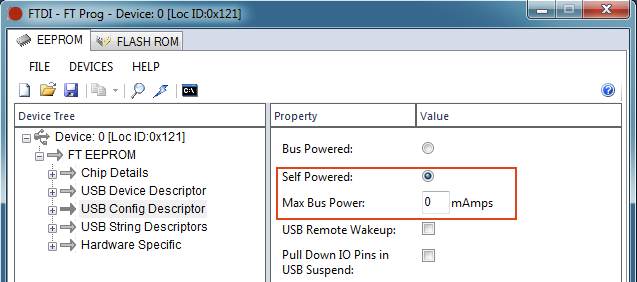 FTDI - FT Prog - Device: 0 [Loc ID:0x121]
EEPROM FLASH ROM
FILE DEVICES HELP
C:\
Device Tree Property Value
Device: 0 [Loc ID:0x121]
FT EEPROM
Chip Details
USB Device Descriptor
USB Config Descriptor
USB String Descriptors
Hardware Specific
Bus Powered:
Self Powered:
Max Bus Power: 0 mAmps
USB Remote Wakeup:
Pull Down IO Pins in
USB Suspend: